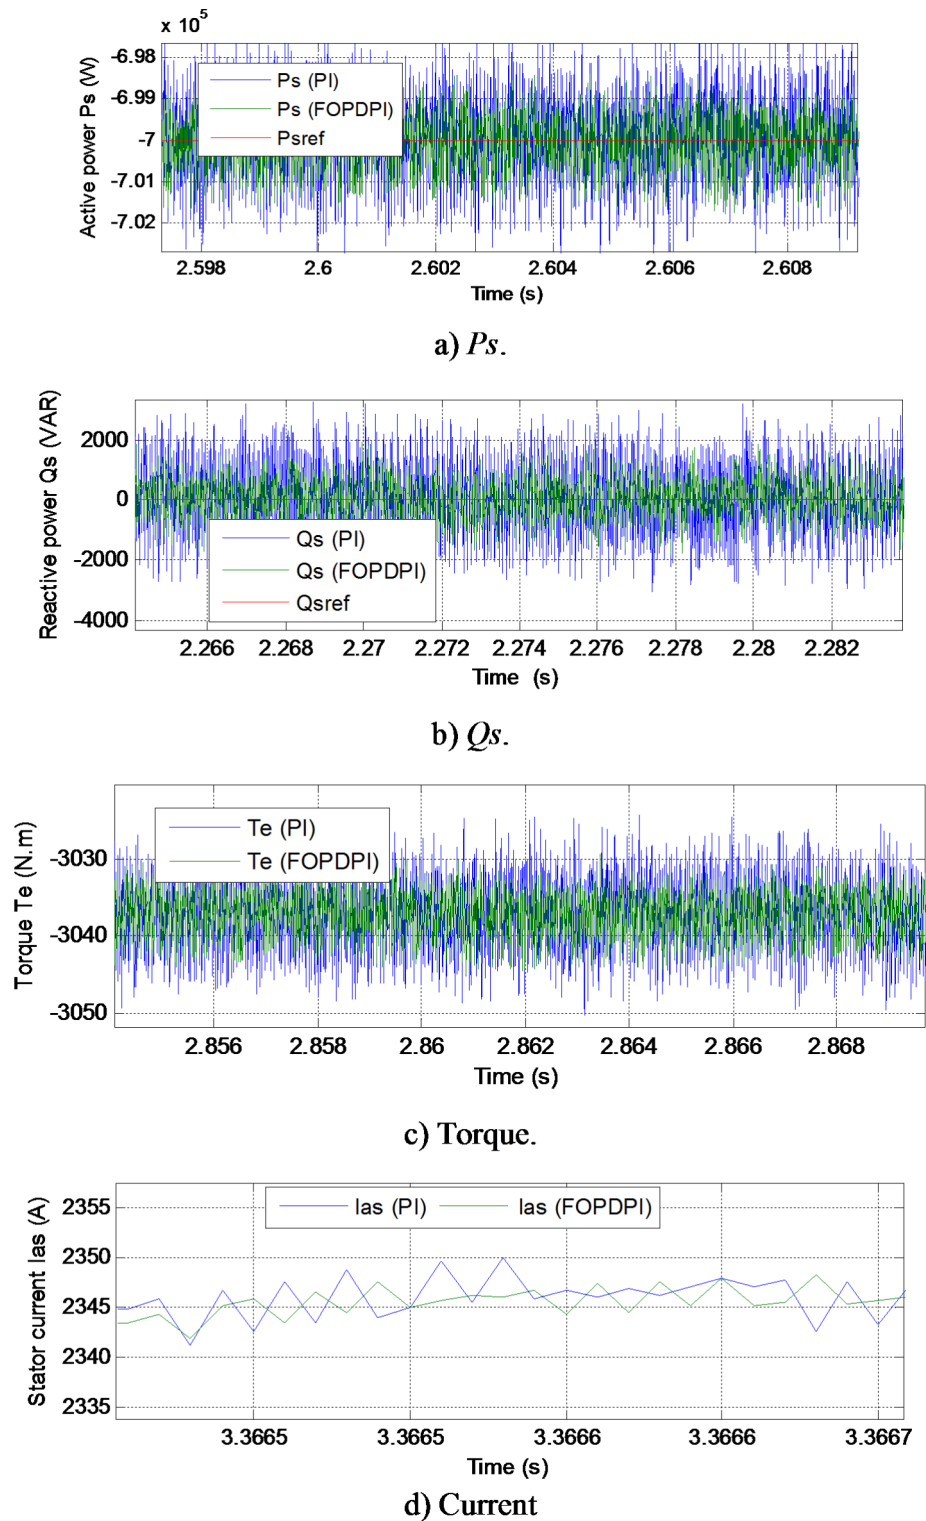 x 10⁵
Active power Ps (W)
-6.98
-6.99
-7
-7.01
-7.02
Ps (PI)
Ps (FOPDPI)
Psref
2.598 2.6 2.602 2.604 2.606 2.608
Time (s)
a) Ps.
Reactive power Qs (VAR)
2000
0
-2000
-4000
Qs (PI)
Qs (FOPDPI)
Qsref
2.266 2.268 2.27 2.272 2.274 2.276 2.278 2.28 2.282
Time (s)
b) Qs.
Torque Te (N.m)
-3030
-3040
-3050
Te (PI)
Te (FOPDPI)
2.856 2.858 2.86 2.862 2.864 2.866 2.868
Time (s)
c) Torque.
Stator current Ias (A)
2355
2350
2345
2340
2335
Ias (PI) Ias (FOPDPI)
3.3665 3.3665 3.3666 3.3666 3.3667
Time (s)
d) Current